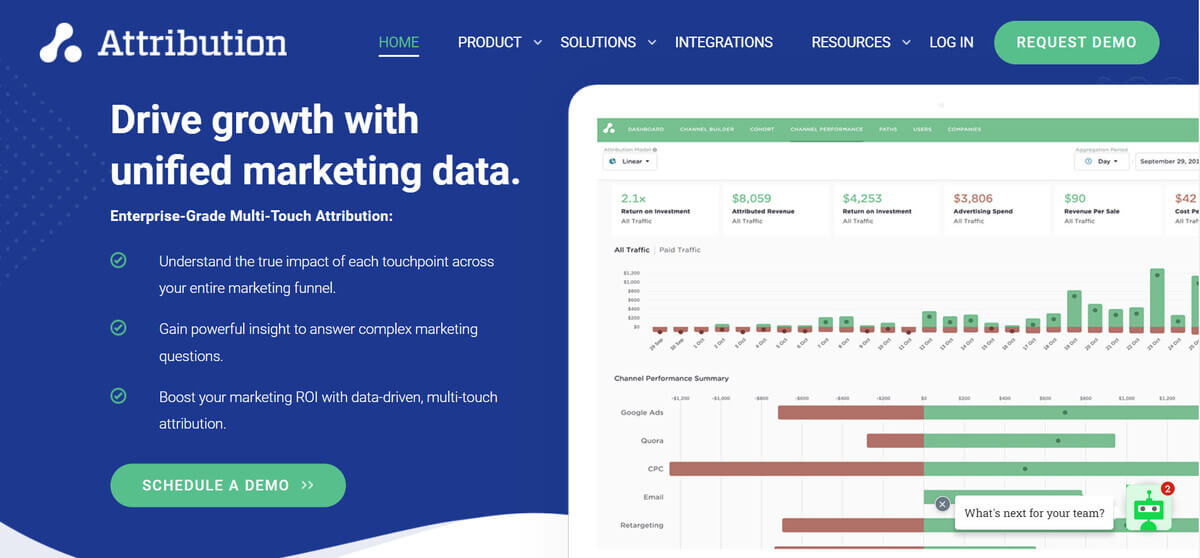 Attribution
HOME PRODUCT SOLUTIONS INTEGRATIONS RESOURCES LOG IN REQUEST DEMO
Drive growth with
unified marketing data.
Enterprise-Grade Multi-Touch Attribution:
Understand the true impact of each touchpoint across
your entire marketing funnel.
Gain powerful insight to answer complex marketing
questions.
Boost your marketing ROI with data-driven, multi-touch
attribution.
SCHEDULE A DEMO
DASHBOARD CHANNEL BUILDER COHORT CHANNEL PERFORMANCE PATHS USERS COMPANIES
Attribution Model Aggregation Period
Linear Day September 29, 201
2.1x $8,059 $4,253 $3,806 $90 $42
Return on Investment Attributed Revenue Return on Investment Advertising Spend Revenue Per Sale Cost Pe
All Traffic All Traffic All Traffic All Traffic All Traffic All Traf
All Traffic | Paid Traffic
$1,200
$1,000
$800
$600
$400
$200
$0
29 Sep 30 Sep 1 Oct 2 Oct 3 Oct 4 Oct 5 Oct 6 Oct 7 Oct 8 Oct 9 Oct 10 Oct 11 Oct 12 Oct 13 Oct 14 Oct 15 Oct 16 Oct 17 Oct 18 Oct 19 Oct 20 Oct 21 Oct 22 Oct 23 Oct 24 Oct 25 Oc
Channel Performance Summary
-$1,200 -$1,000 -$800 -$600 -$400 -$200 $0 $200 $400 $600 $800 $1,000 $1,200
Google Ads
Quora
CPC
Email
Retargeting
What's next for your team?
2